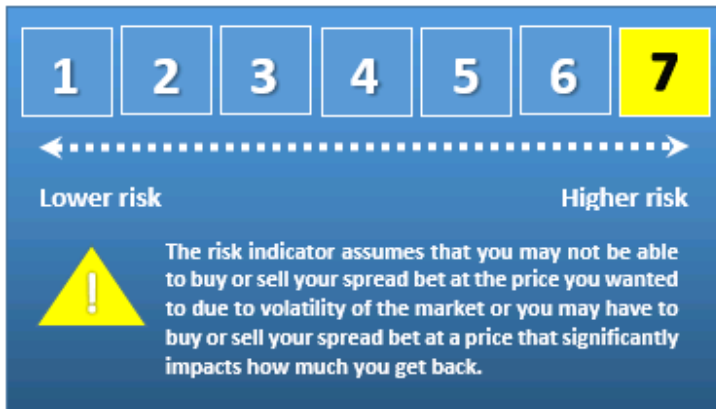 1 2 3 4 5 6 7
Lower risk Higher risk
!
The risk indicator assumes that you may not be able
to buy or sell your spread bet at the price you wanted
to due to volatility of the market or you may have to
buy or sell your spread bet at a price that significantly
impacts how much you get back.